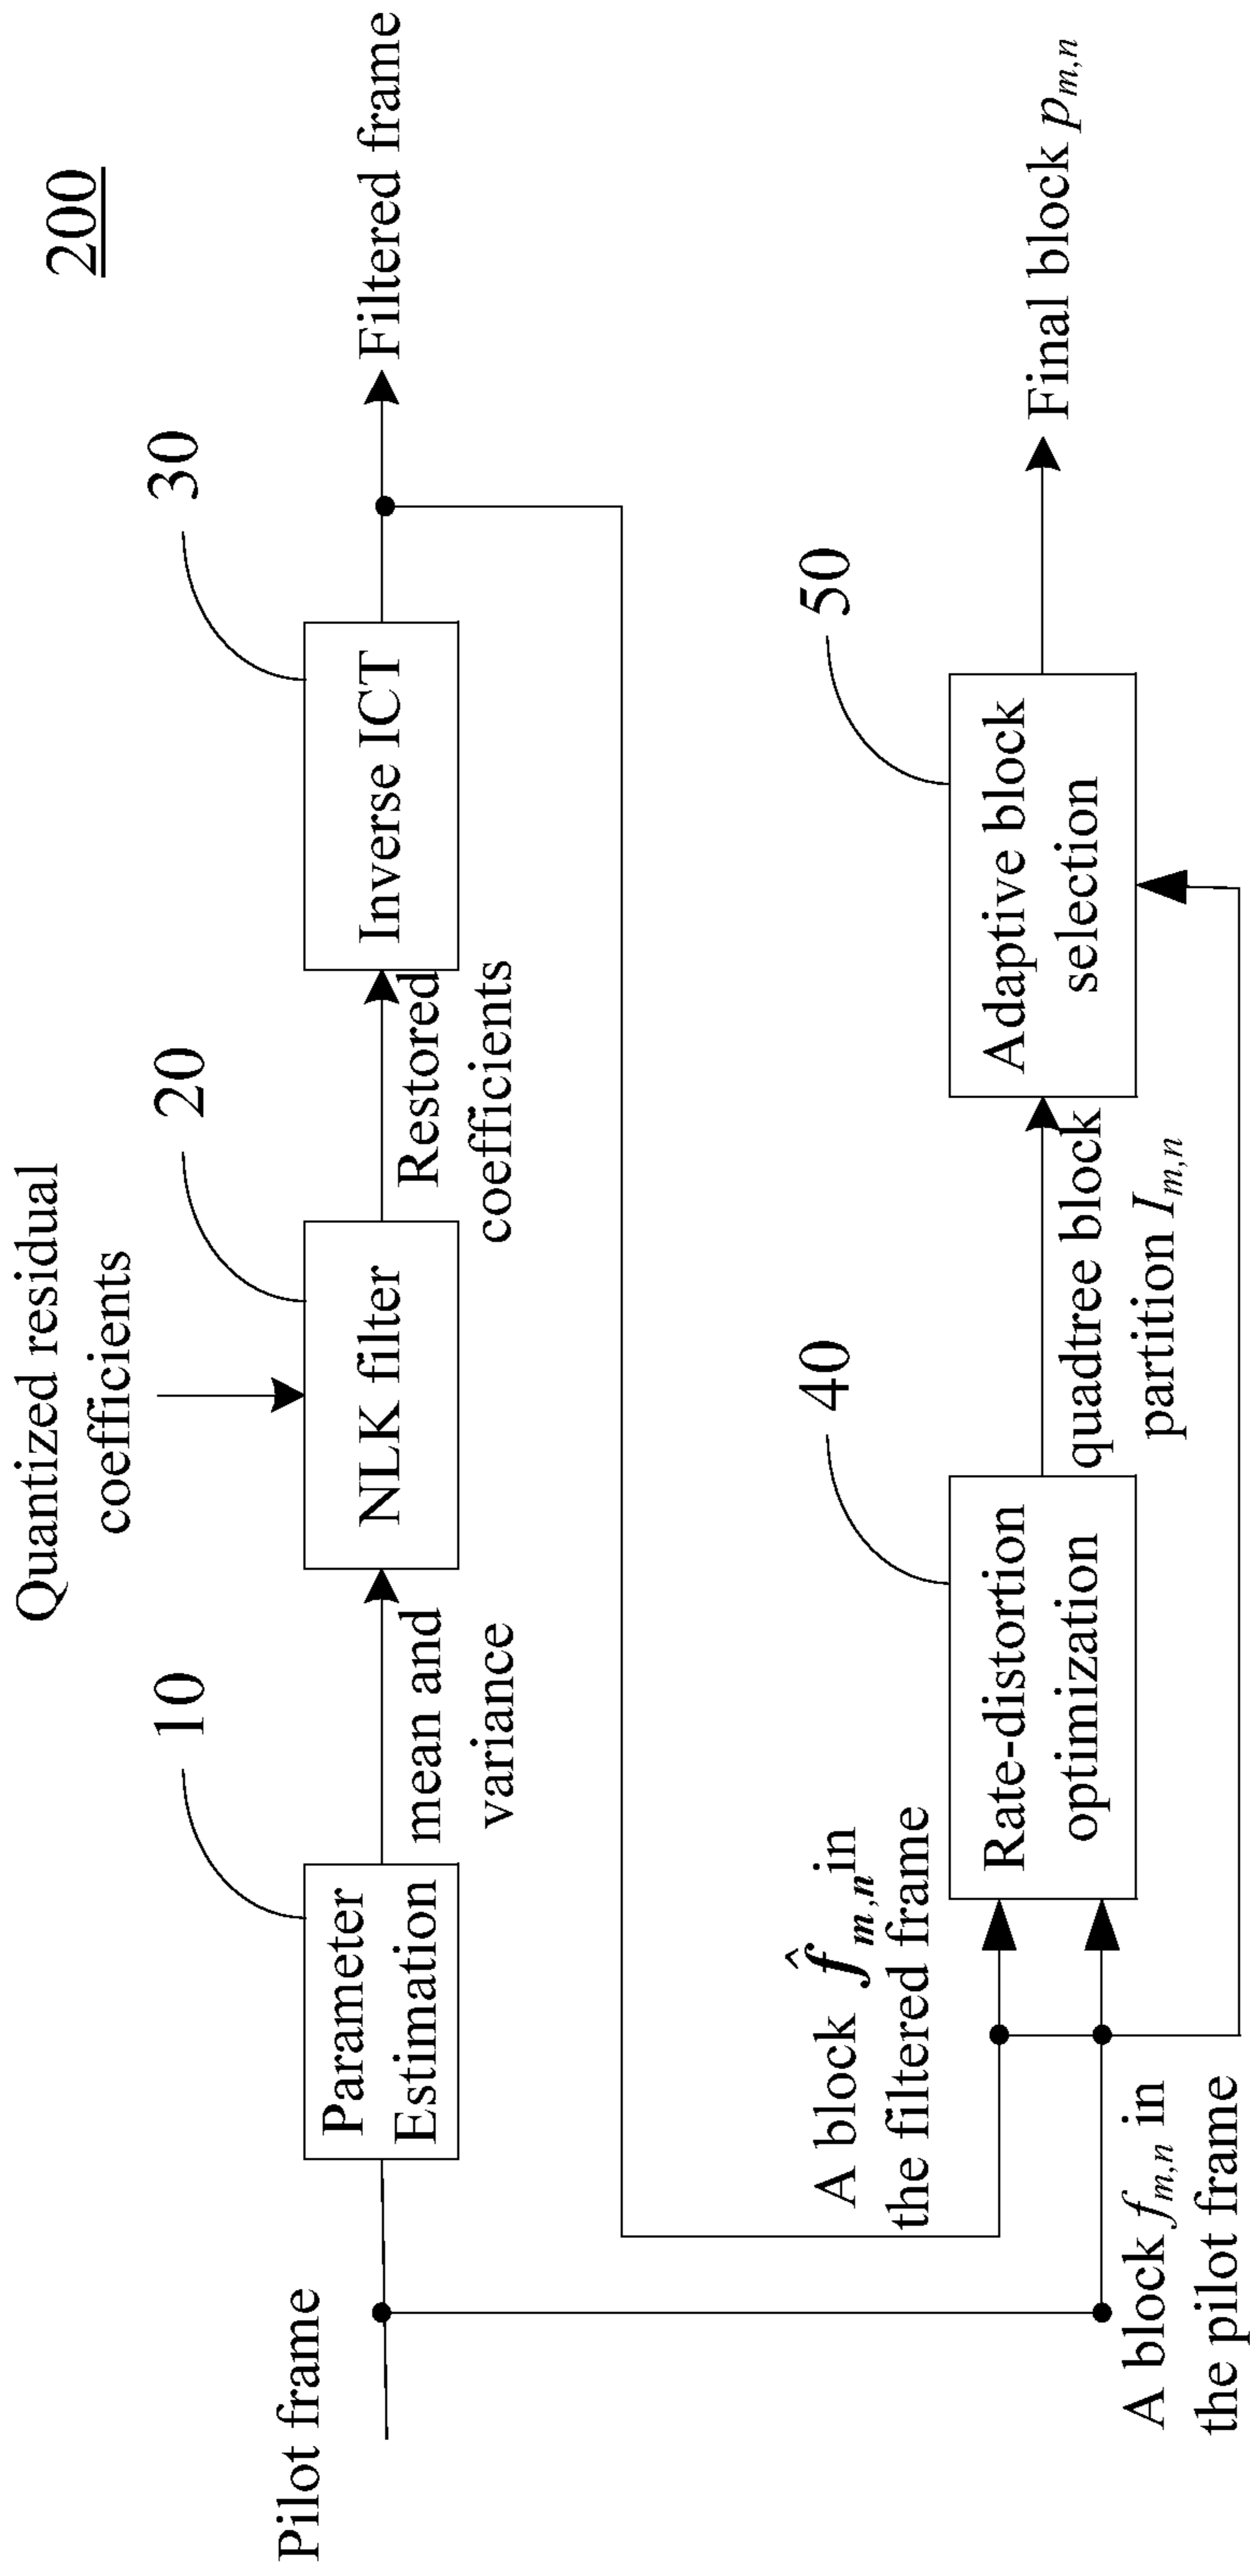 200
Pilot frame
10
Parameter
Estimation
mean and
variance
Quantized residual
coefficients
20
NLK filter
Restored
coefficients
30
Inverse ICT
Filtered frame
A block f̂m,n in
the filtered frame
A block fm,n in
the pilot frame
40
Rate-distortion
optimization
quadtree block
partition Im,n
50
Adaptive block
selection
Final block pm,n